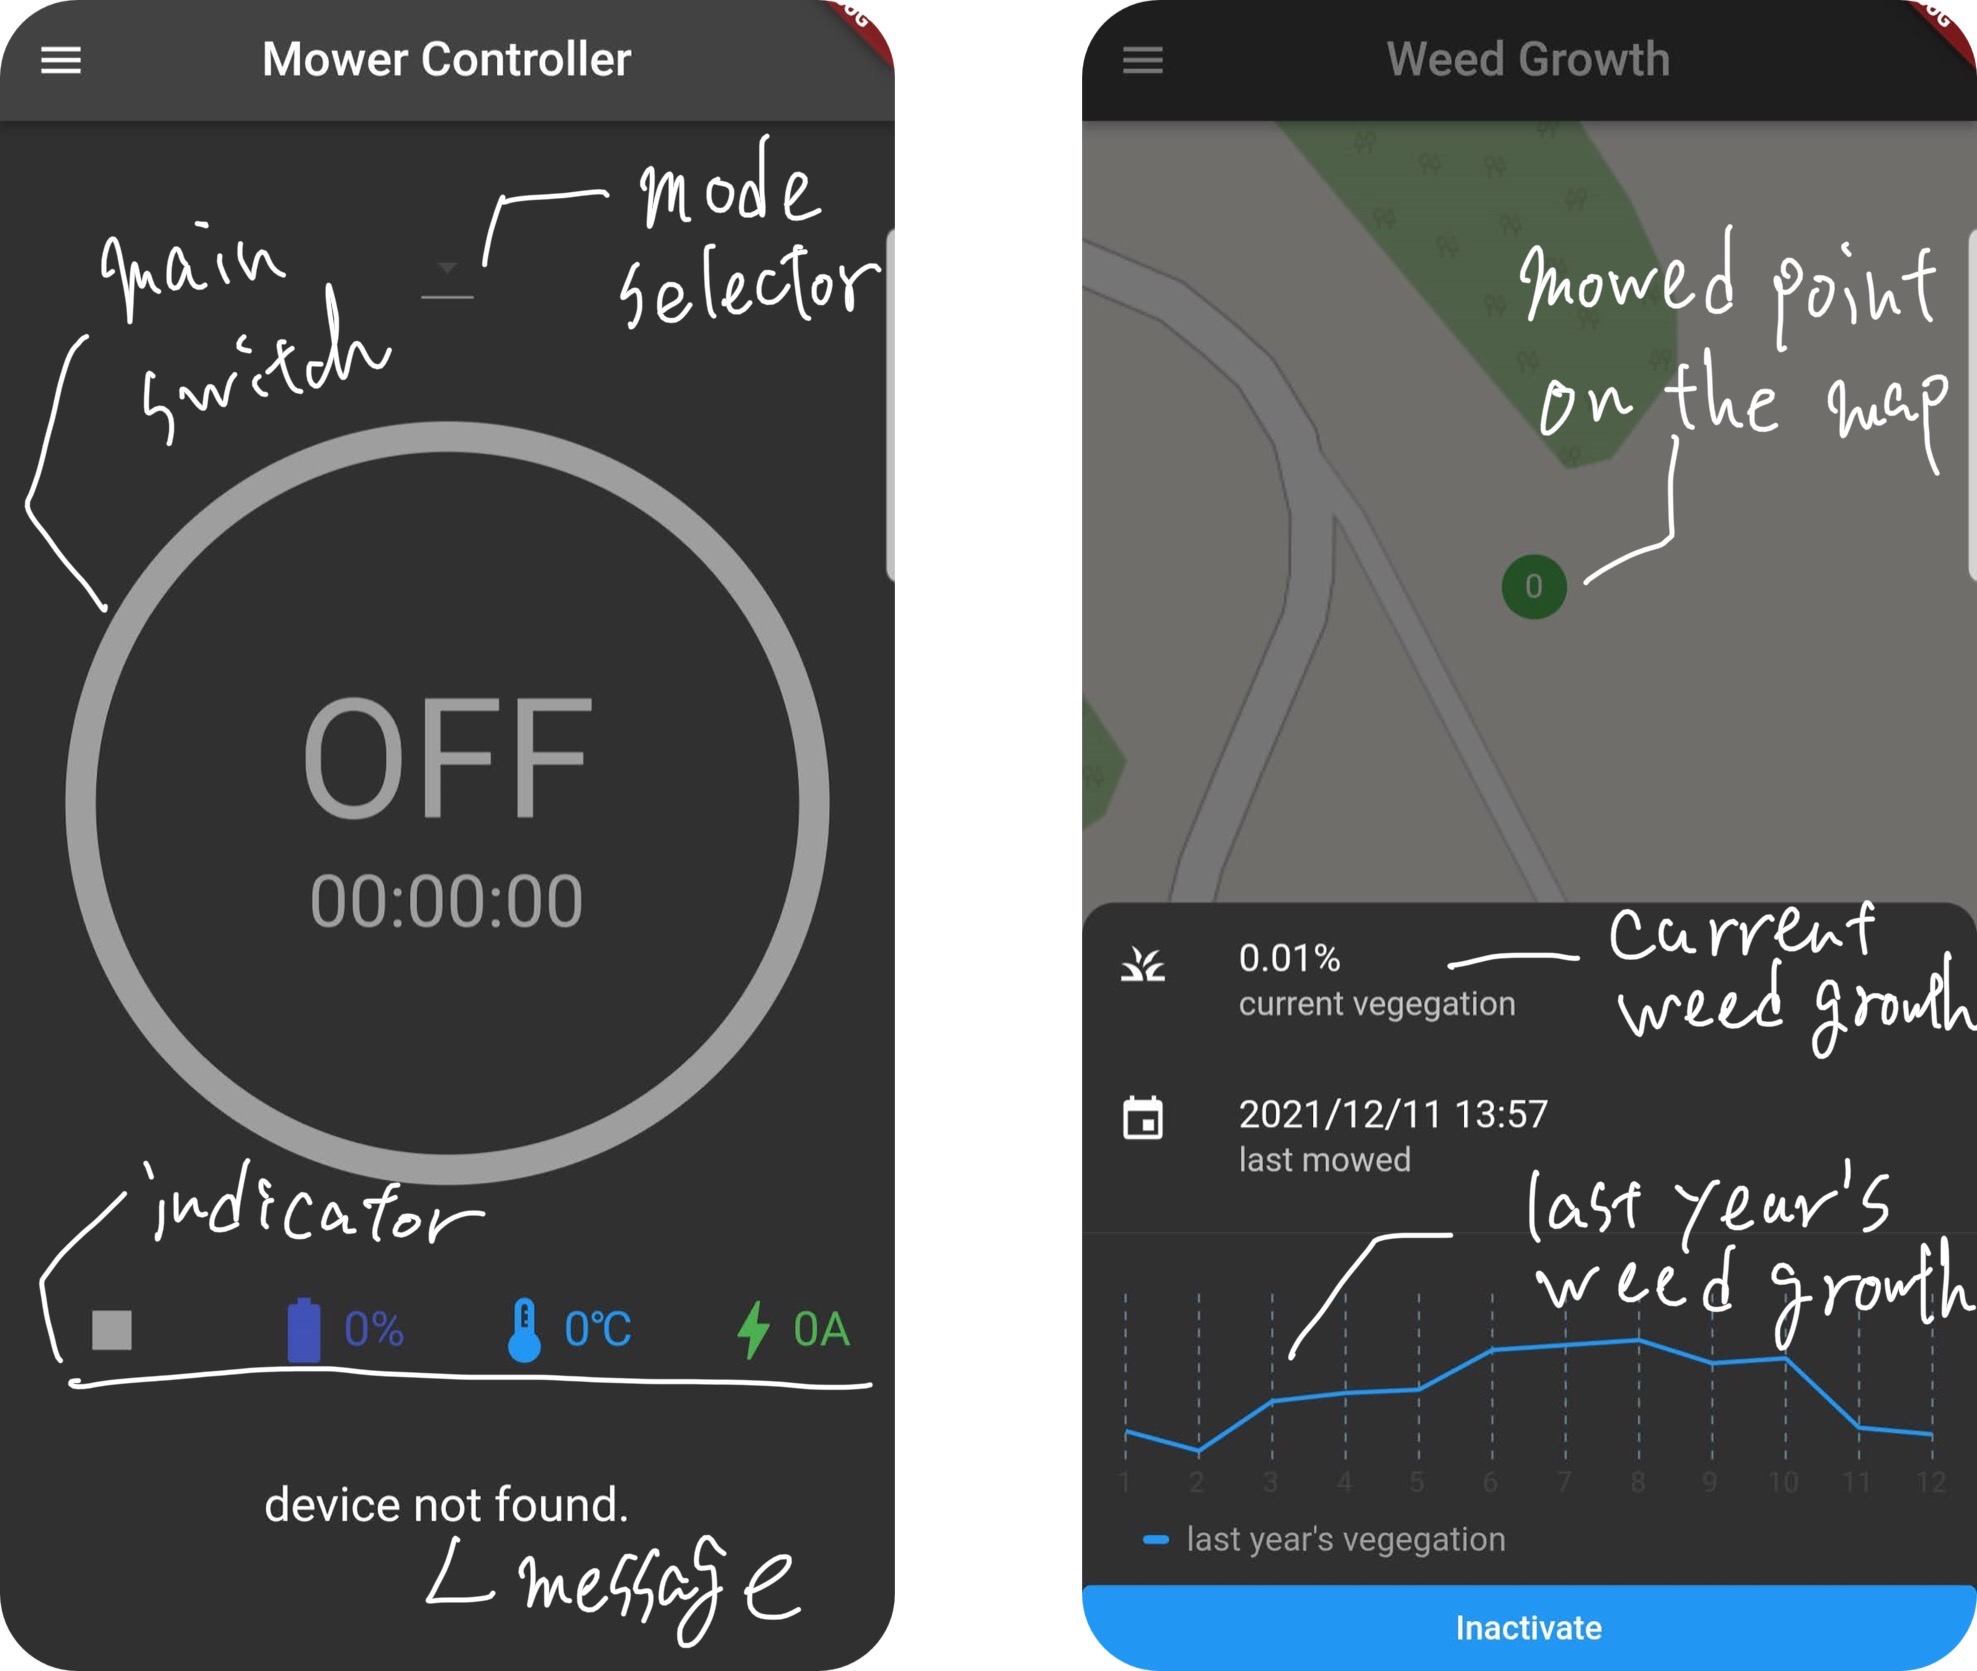 Mower Controller
mode
selector
main
switch
OFF
00:00:00
indicator
0%
0°C
0A
device not found.
message
Weed Growth
mowed point
on the map
0
0.01%
current vegegation
current
weed growth
2021/12/11 13:57
last mowed
last year's
weed growth
1 2 3 4 5 6 7 8 9 10 11 12
last year's vegegation
Inactivate